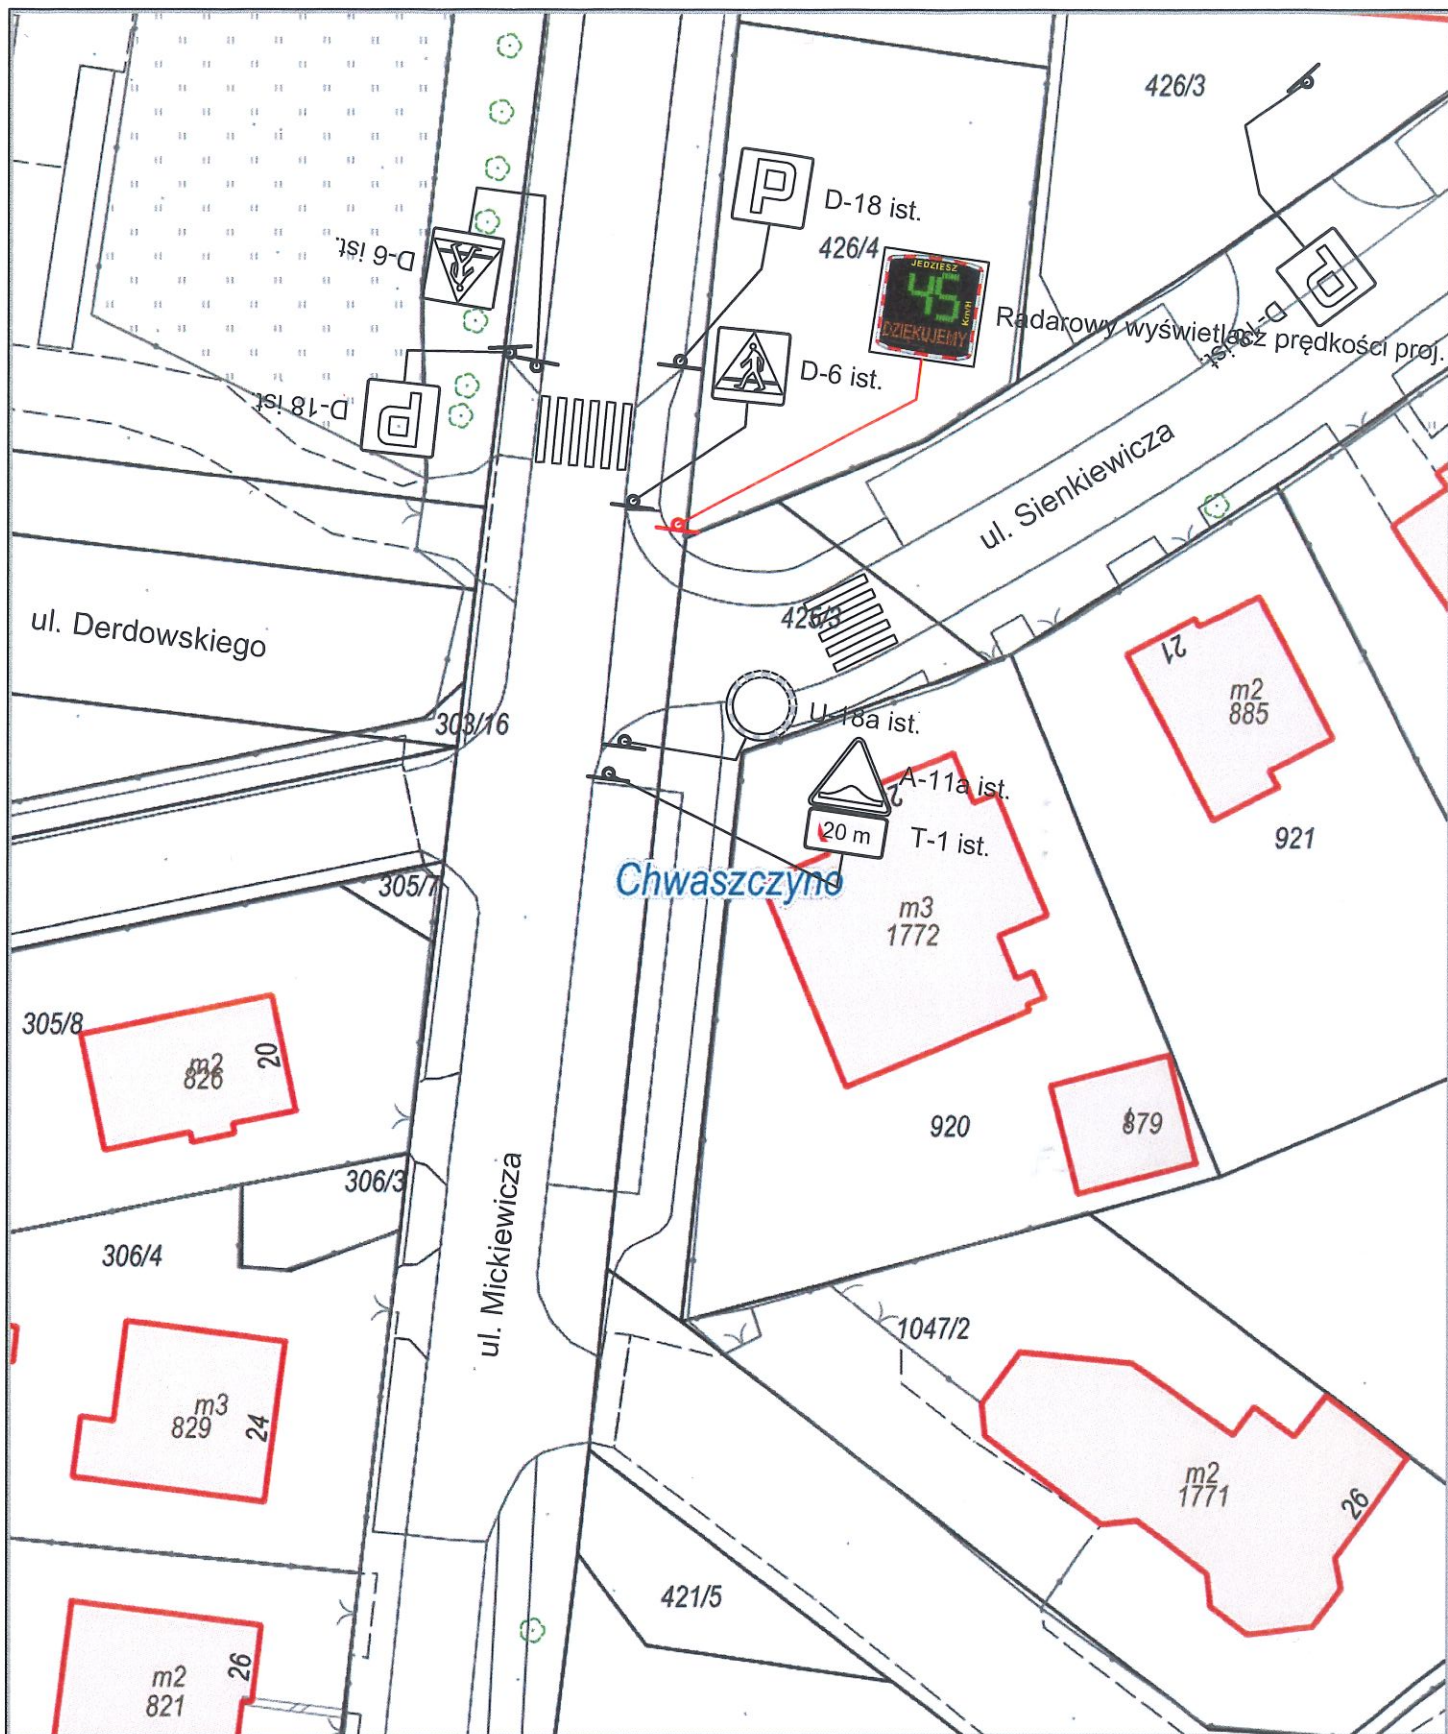 426/3
P
D-18 ist.
426/4
D-6 ist.
JEDZIESZ
45
Km/H
DZIĘKUJEMY
Radarowy wyświetlacz prędkości proj.
P
D-18 ist.
D-6 ist.
P
D-18 ist.
ul. Sienkiewicza
ul. Derdowskiego
425/3
303/16
U-18a ist.
21
m2
885
A-11a ist.
2
20 m
T-1 ist.
921
Chwaszczyno
305/7
m3
1772
305/8
m2
826
20
920
879
306/3
306/4
ul. Mickiewicza
1047/2
m3
829
24
m2
1771
26
421/5
m2
821
26